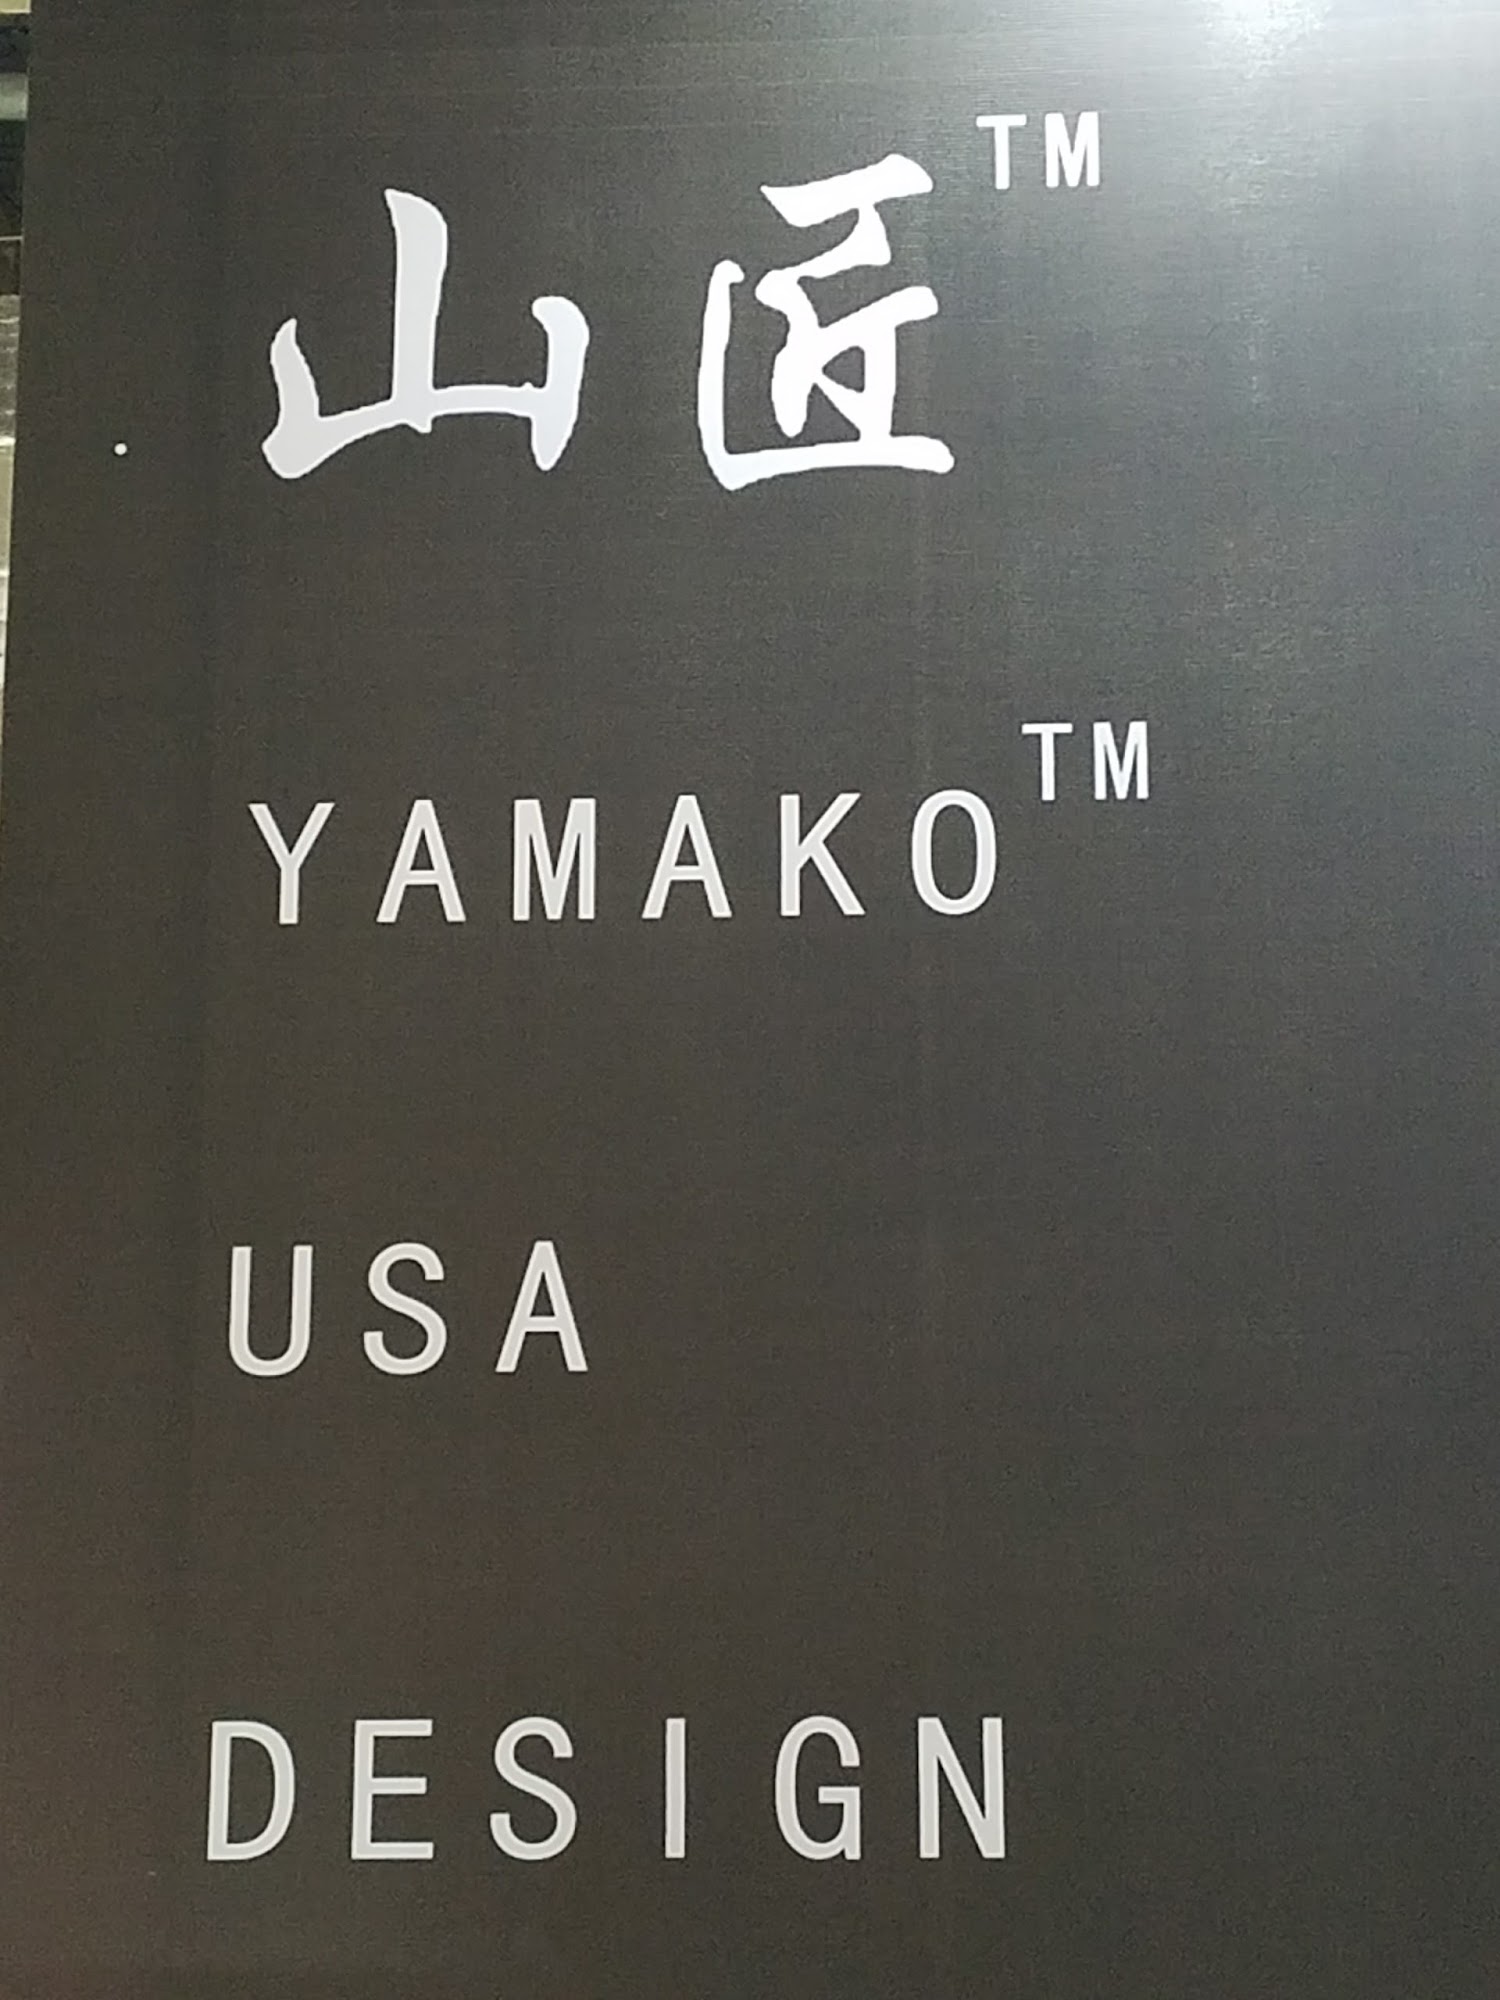 山匠™
YAMAKO™
USA
DESIGN